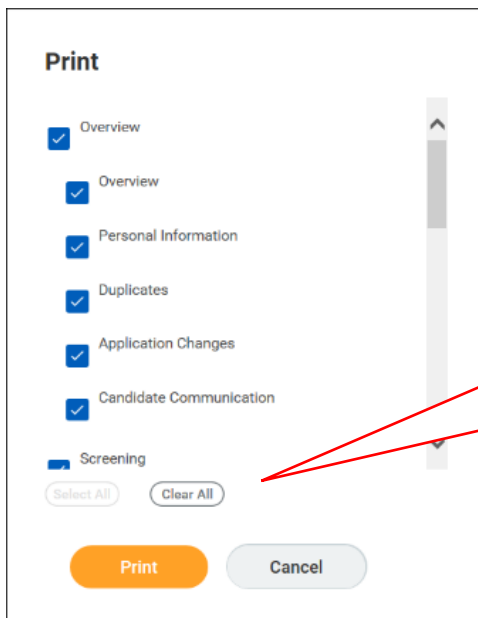 Print
Overview
Overview
Personal Information
Duplicates
Application Changes
Candidate Communication
Screening
Select All Clear All
Print Cancel